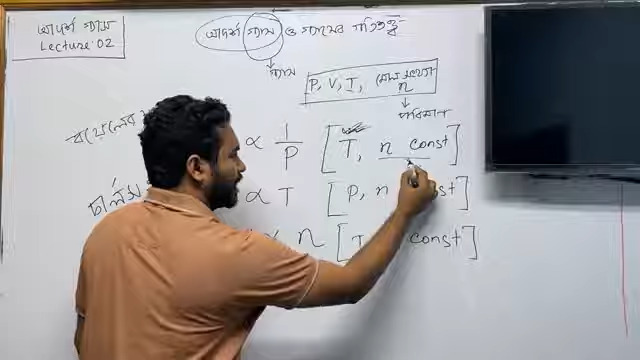 আদর্শ গ্যাস
Lecture: 02
আদর্শ গ্যাস ও গ্যাসের গতিতত্ত্ব
গ্যাস
P, V, T, মোল সংখ্যা
n
পরিমাণ
বয়েলের
∝ 1/P [T, n const]
চার্লস
∝ T [P, n const]
∝ n [T, const]